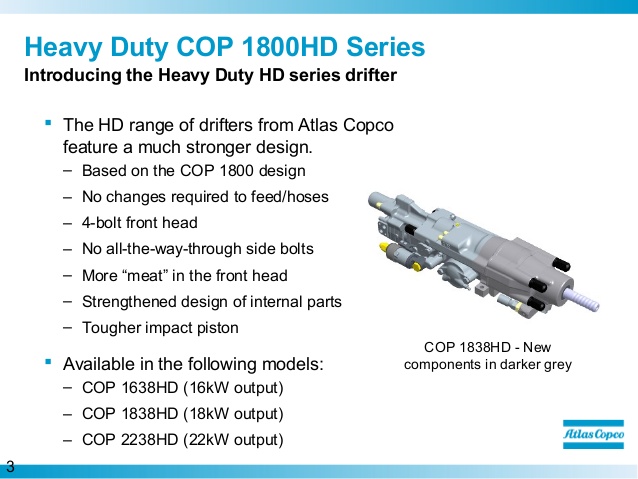 Heavy Duty COP 1800HD Series
Introducing the Heavy Duty HD series drifter
▪ The HD range of drifters from Atlas Copco
feature a much stronger design.
– Based on the COP 1800 design
– No changes required to feed/hoses
– 4-bolt front head
– No all-the-way-through side bolts
– More “meat” in the front head
– Strengthened design of internal parts
– Tougher impact piston
▪ Available in the following models:
– COP 1638HD (16kW output)
– COP 1838HD (18kW output)
– COP 2238HD (22kW output)
COP 1838HD - New
components in darker grey
Atlas Copco
3